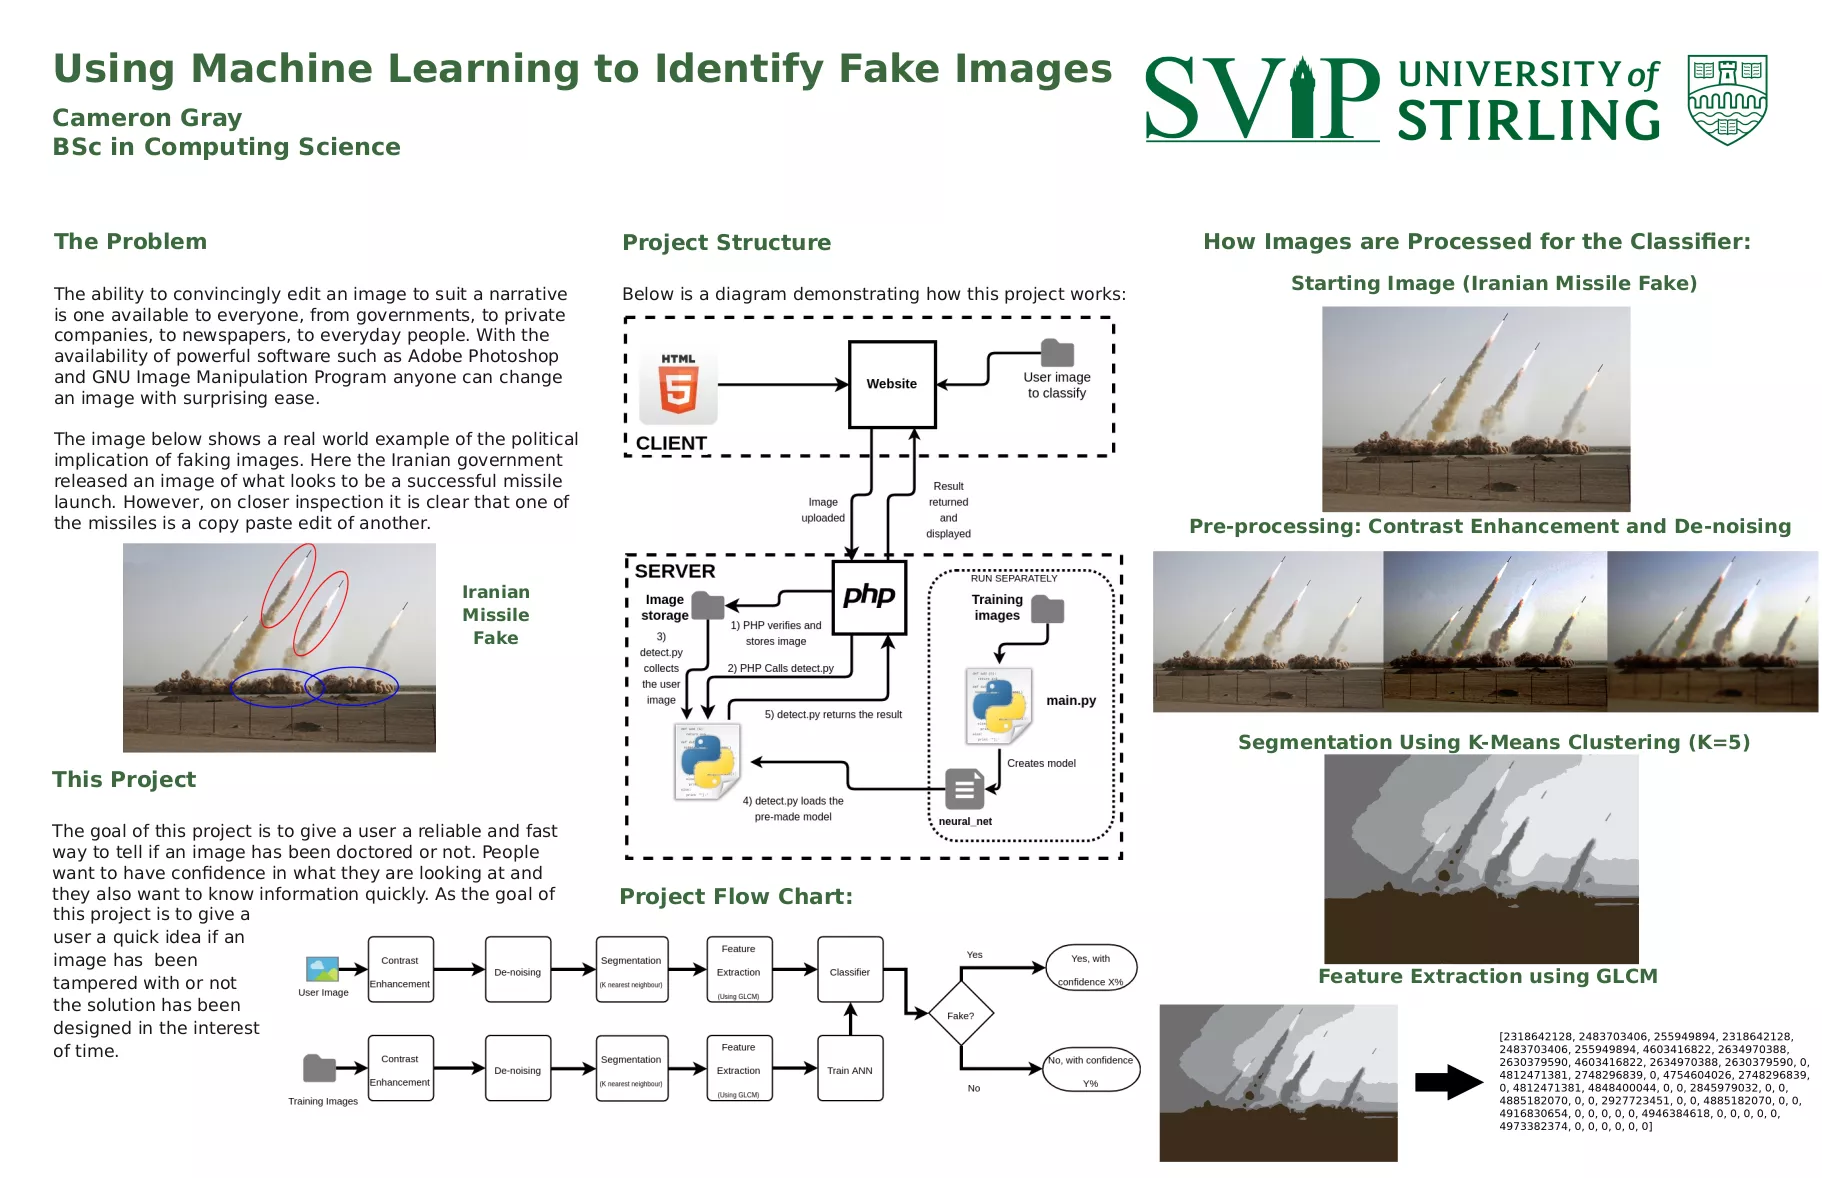 Using Machine Learning to Identify Fake Images
Cameron Gray
BSc in Computing Science
SVIP
UNIVERSITY of
STIRLING
The Problem
The ability to convincingly edit an image to suit a narrative
is one available to everyone, from governments, to private
companies, to newspapers, to everyday people. With the
availability of powerful software such as Adobe Photoshop
and GNU Image Manipulation Program anyone can change
an image with surprising ease.
The image below shows a real world example of the political
implication of faking images. Here the Iranian government
released an image of what looks to be a successful missile
launch. However, on closer inspection it is clear that one of
the missiles is a copy paste edit of another.
Iranian
Missile
Fake
This Project
The goal of this project is to give a user a reliable and fast
way to tell if an image has been doctored or not. People
want to have confidence in what they are looking at and
they also want to know information quickly. As the goal of
this project is to give a
user a quick idea if an
image has been
tampered with or not
the solution has been
designed in the interest
of time.
Project Structure
Below is a diagram demonstrating how this project works:
HTML
5
CLIENT
Website
User image
to classify
Image
uploaded
Result
returned
and
displayed
SERVER
Image
storage
php
1) PHP verifies and
stores image
3)
detect.py
collects
the user
image
2) PHP Calls detect.py
5) detect.py returns the result
4) detect.py loads the
pre-made model
RUN SEPARATELY
Training
images
main.py
Creates model
neural_net
Project Flow Chart:
User Image
Contrast
Enhancement
De-noising
Segmentation
(K nearest neighbour)
Feature
Extraction
(Using GLCM)
Classifier
Fake?
Yes
Yes, with
confidence X%
Training Images
Contrast
Enhancement
De-noising
Segmentation
(K nearest neighbour)
Feature
Extraction
(Using GLCM)
Train ANN
No
No, with confidence
Y%
How Images are Processed for the Classifier:
Starting Image (Iranian Missile Fake)
Pre-processing: Contrast Enhancement and De-noising
Segmentation Using K-Means Clustering (K=5)
Feature Extraction using GLCM
[2318642128, 2483703406, 255949894, 2318642128,
2483703406, 255949894, 4603416822, 2634970388,
2630379590, 4603416822, 2634970388, 2630379590, 0,
4812471381, 2748296839, 0, 4754604026, 2748296839,
0, 4812471381, 4848400044, 0, 0, 2845979032, 0, 0,
4885182070, 0, 0, 2927723451, 0, 0, 4885182070, 0, 0,
4916830654, 0, 0, 0, 0, 0, 4946384618, 0, 0, 0, 0, 0,
4973382374, 0, 0, 0, 0, 0, 0]